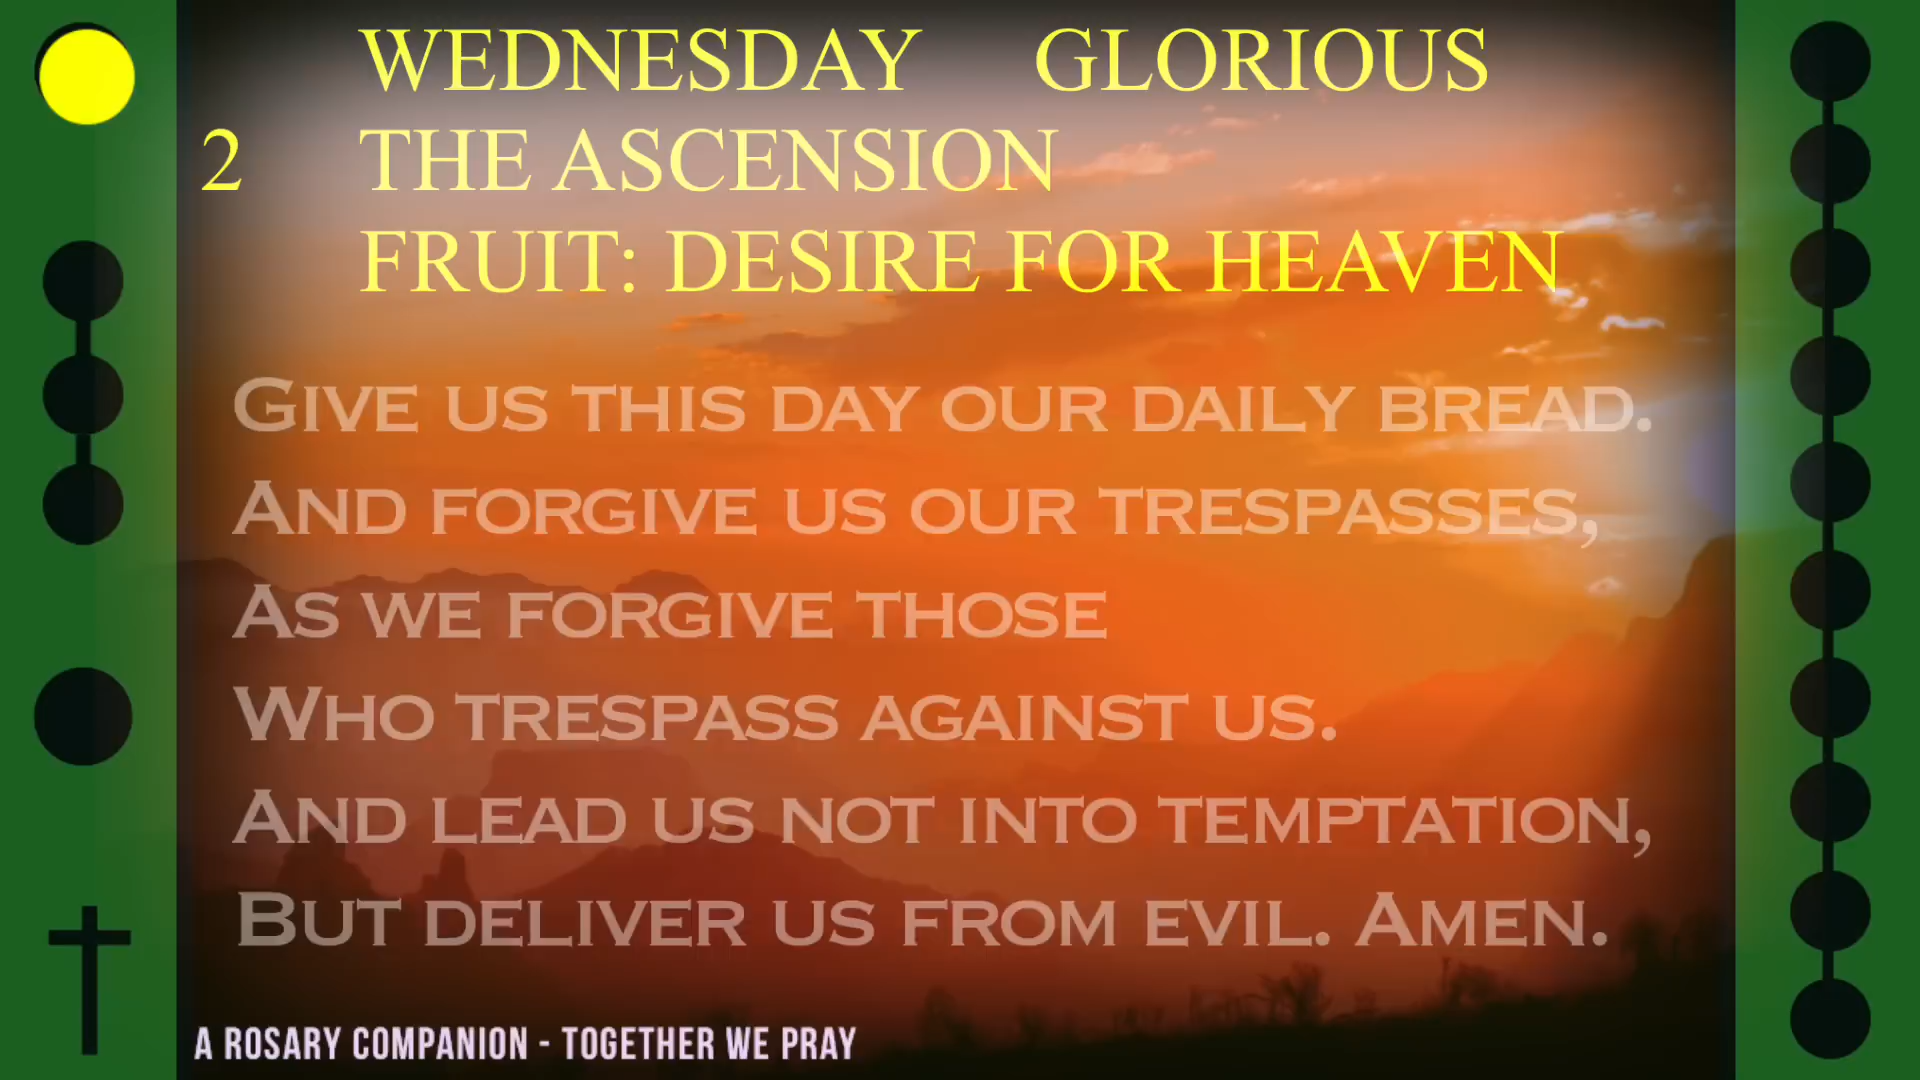 WEDNESDAY GLORIOUS
2 THE ASCENSION
FRUIT: DESIRE FOR HEAVEN
GIVE US THIS DAY OUR DAILY BREAD.
AND FORGIVE US OUR TRESPASSES,
AS WE FORGIVE THOSE
WHO TRESPASS AGAINST US.
AND LEAD US NOT INTO TEMPTATION,
BUT DELIVER US FROM EVIL. AMEN.
A ROSARY COMPANION - TOGETHER WE PRAY